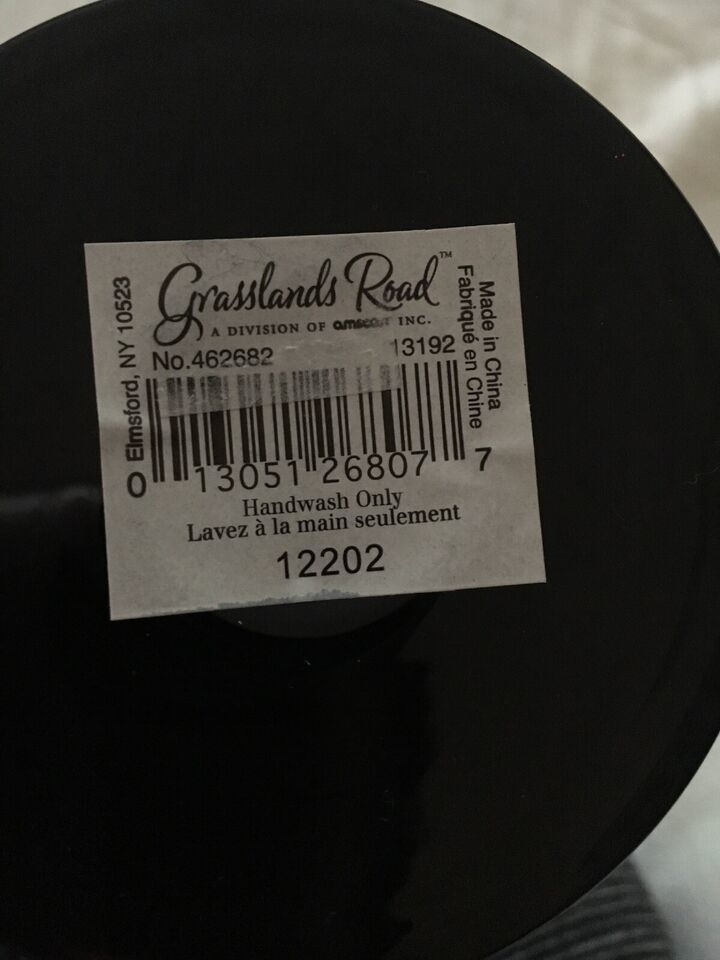 Grasslands Road™
A DIVISION OF amscan INC.
No.462682 13192
Elmsford, NY 10523
Made in China
Fabriqué en Chine
0 13051 26807 7
Handwash Only
Lavez à la main seulement
12202